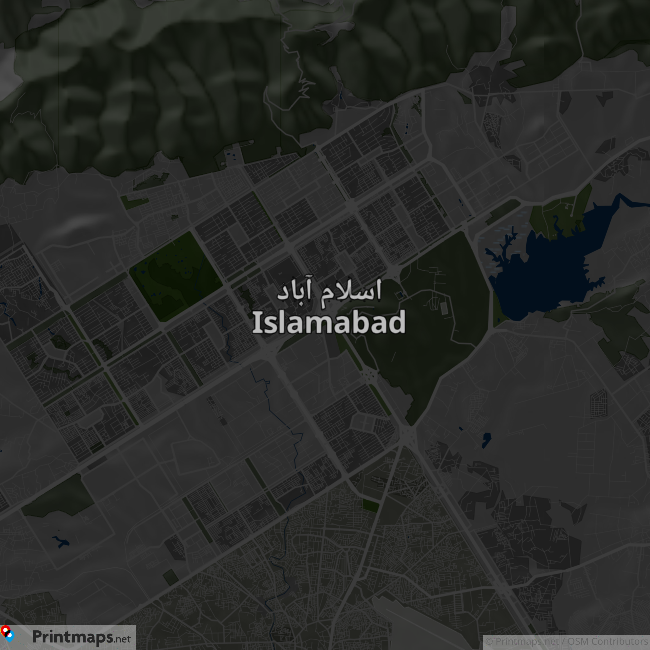 اسلام آباد
Islamabad
Printmaps.net
© Printmaps.net / OSM Contributors